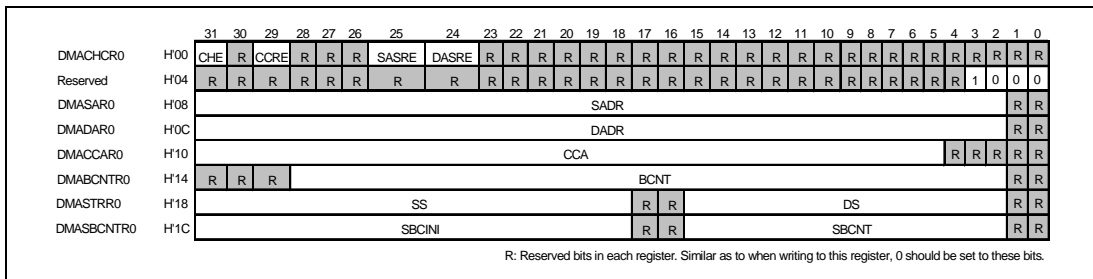 31 30 29 28 27 26 25 24 23 22 21 20 19 18 17 16 15 14 13 12 11 10 9 8 7 6 5 4 3 2 1 0
DMACHCR0 H'00 CHE R CCRE R R R SASRE DASRE R R R R R R R R R R R R R R R R R R R R R R R R
Reserved H'04 R R R R R R R R R R R R R R R R R R R R R R R R R R R R 1 0 0 0
DMASAR0 H'08 SADR R R
DMADAR0 H'0C DADR R R
DMACCAR0 H'10 CCA R R R R R
DMABCNTR0 H'14 R R R BCNT R R
DMASTRR0 H'18 SS R R DS R R
DMASBCNTR0 H'1C SBCINI R R SBCNT R R
R: Reserved bits in each register. Similar as to when writing to this register, 0 should be set to these bits.